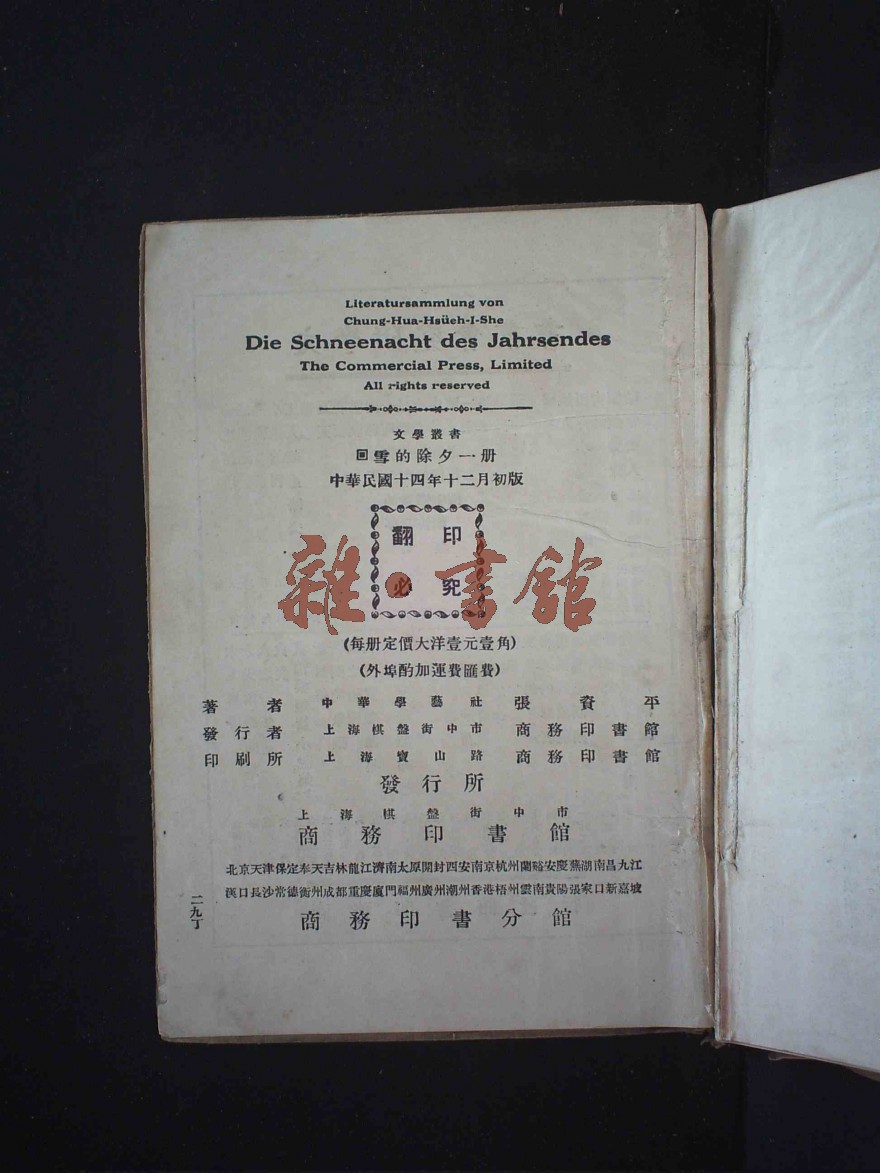 Literatursammlung von
Chung-Hua-Hsüeh-I-She
Die Schneenacht des Jahrsendes
The Commercial Press, Limited
All rights reserved
文學叢書
回雪的除夕一册
中華民國十四年十二月初版
翻印
必究
雜·書館
(每册定價大洋壹元壹角)
(外埠酌加運費匯費)
著者 中華學藝社 張資平
發行者 上海棋盤街中市 商務印書館
印刷所 上海寶山路 商務印書館
發行所
上海棋盤街中市
商務印書館
北京天津保定奉天吉林龍江濟南太原開封西安南京杭州蘭谿安慶蕪湖南昌九江
漢口長沙常德衡州成都重慶廈門福州廣州潮州香港梧州雲南貴陽張家口新嘉坡
商務印書分館
二九丁